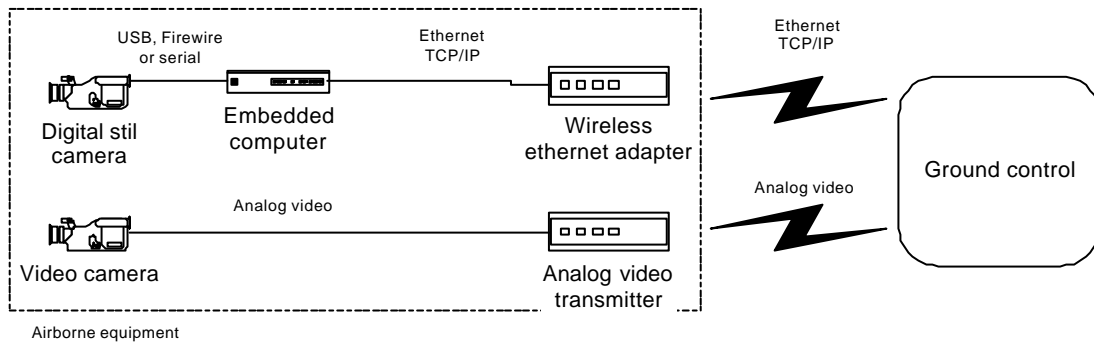 USB, Firewire
or serial
Ethernet
TCP/IP
Ethernet
TCP/IP
Digital stil
camera
Embedded
computer
Wireless
ethernet adapter
Ground control
Analog video
Analog video
Video camera
Analog video
transmitter
Airborne equipment